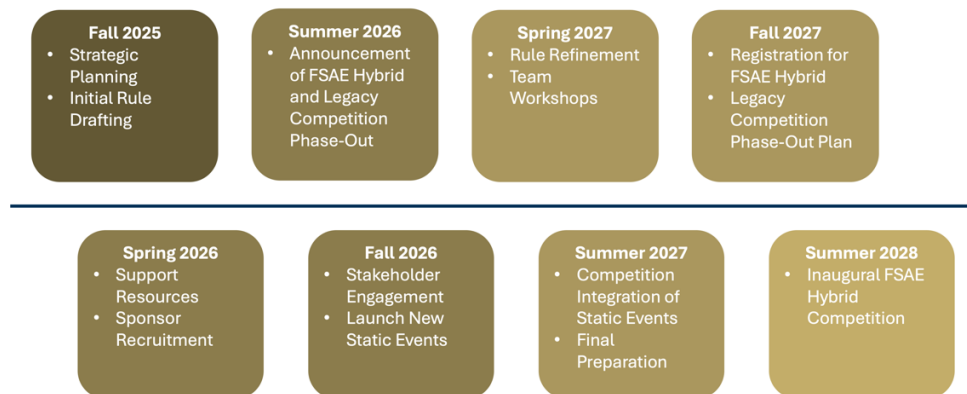 Fall 2025
• Strategic
Planning
• Initial Rule
Drafting
Summer 2026
• Announcement
of FSAE Hybrid
and Legacy
Competition
Phase-Out
Spring 2027
• Rule Refinement
• Team
Workshops
Fall 2027
• Registration for
FSAE Hybrid
• Legacy
Competition
Phase-Out Plan
Spring 2026
• Support
Resources
• Sponsor
Recruitment
Fall 2026
• Stakeholder
Engagement
• Launch New
Static Events
Summer 2027
• Competition
Integration of
Static Events
• Final
Preparation
Summer 2028
• Inaugural FSAE
Hybrid
Competition